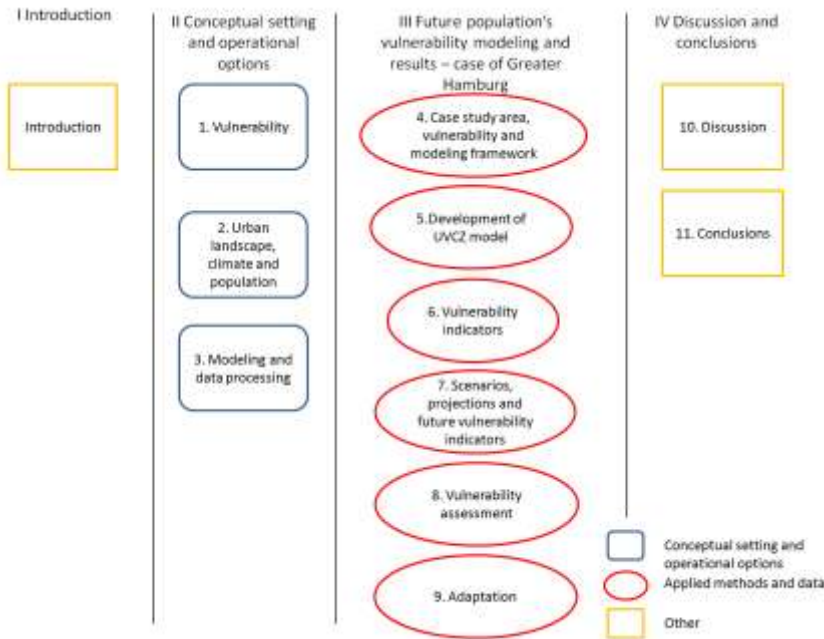 I Introduction
II Conceptual setting
and operational
options
III Future population's
vulnerability modeling and
results – case of Greater
Hamburg
IV Discussion and
conclusions
Introduction
1. Vulnerability
2. Urban
landscape,
climate and
population
3. Modeling and
data processing
4. Case study area,
vulnerability and
modeling framework
5.Development of
UVCZ model
6. Vulnerability
indicators
7. Scenarios,
projections and
future vulnerability
indicators
8. Vulnerability
assessment
9. Adaptation
10. Discussion
11. Conclusions
Conceptual setting and
operational options
Applied methods and data
Other